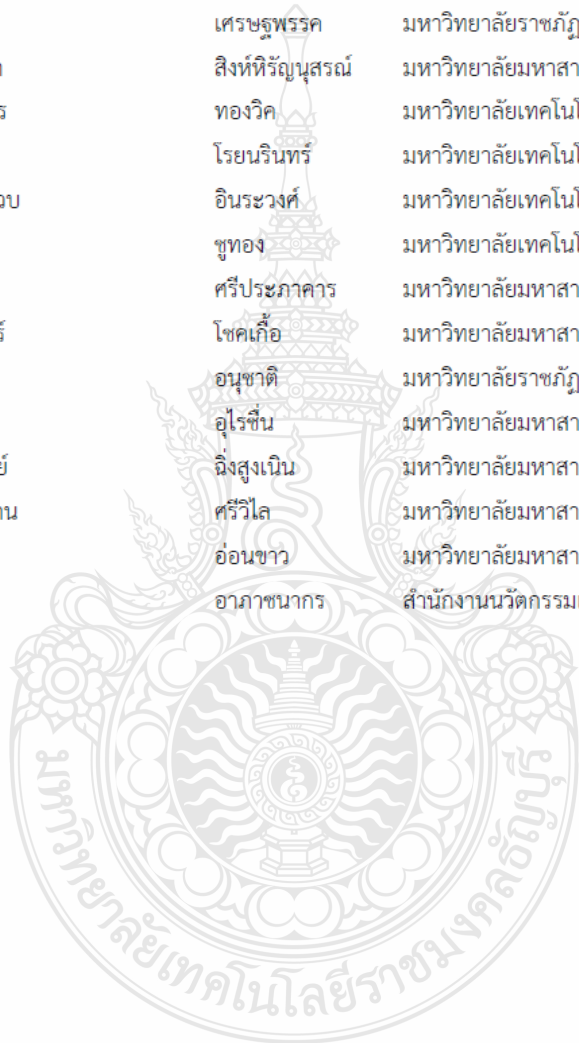 เศรษฐพรรค มหาวิทยาลัยราชภัฏ
สิงห์หิรัญนุสรณ์ มหาวิทยาลัยมหาสา
ร ทองวิค มหาวิทยาลัยเทคโนโ
โรยนรินทร์ มหาวิทยาลัยเทคโนโ
วบ อินระวงศ์ มหาวิทยาลัยเทคโนโ
ชูทอง มหาวิทยาลัยเทคโนโ
ศรีประภาคาร มหาวิทยาลัยมหาสา
ร์ โชคเกื้อ มหาวิทยาลัยมหาสา
อนุชาติ มหาวิทยาลัยราชภัฏ
อุไรชื่น มหาวิทยาลัยมหาสา
ย์ ฉิ่งสูงเนิน มหาวิทยาลัยมหาสา
าน ศรีวิไล มหาวิทยาลัยมหาสา
อ่อนขาว มหาวิทยาลัยมหาสา
อาภาชนากร สำนักงานนวัตกรรมแ
มหาวิทยาลัยเทคโนโลยีราชมงคลธัญบุรี